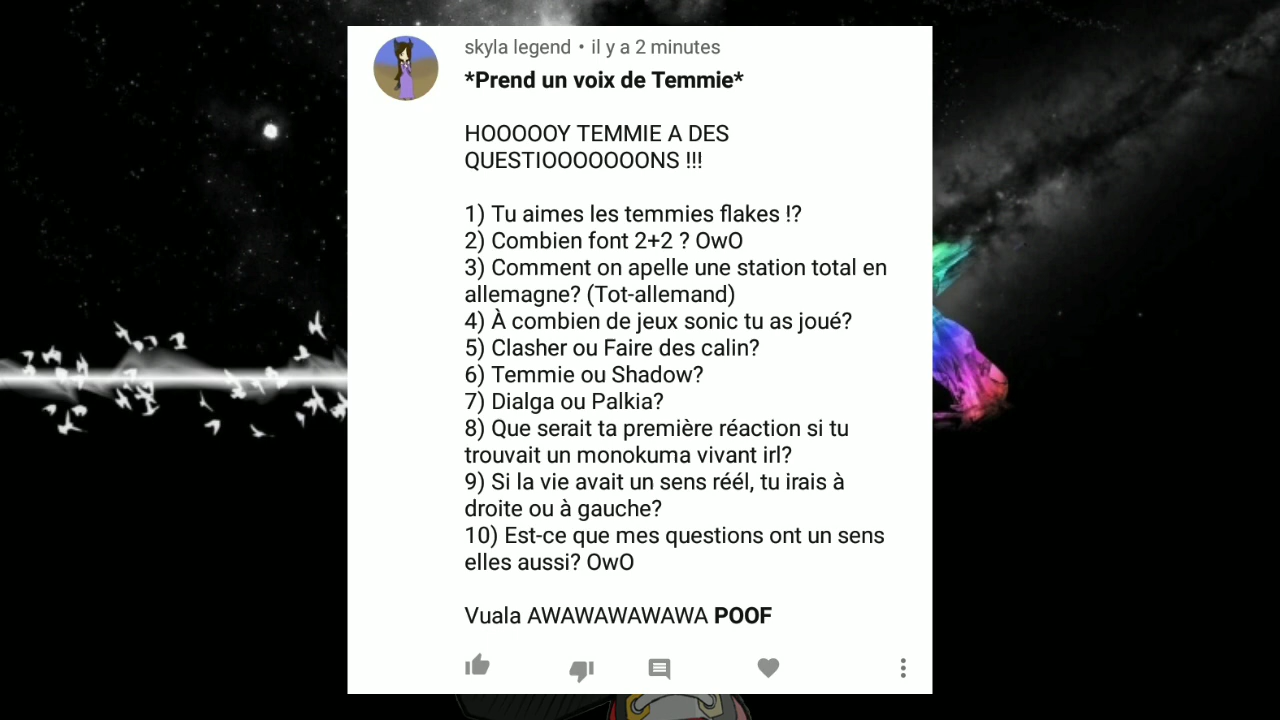 skyla legend • il y a 2 minutes
*Prend un voix de Temmie*
HOOOOOY TEMMIE A DES
QUESTIOOOOOOONS !!!
1) Tu aimes les temmies flakes !?
2) Combien font 2+2 ? OwO
3) Comment on apelle une station total en
allemagne? (Tot-allemand)
4) À combien de jeux sonic tu as joué?
5) Clasher ou Faire des calin?
6) Temmie ou Shadow?
7) Dialga ou Palkia?
8) Que serait ta première réaction si tu
trouvait un monokuma vivant irl?
9) Si la vie avait un sens réél, tu irais à
droite ou à gauche?
10) Est-ce que mes questions ont un sens
elles aussi? OwO
Vuala AWAWAWAWAWA POOF